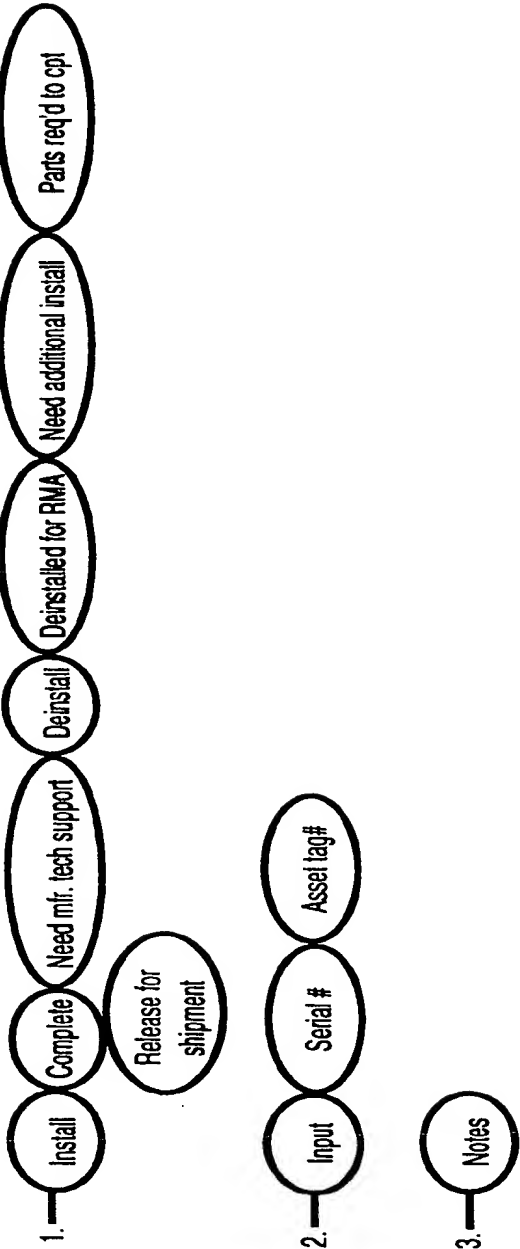 1. Install Complete Need mfr. tech support Deinstall Deinstalled for RMA Need additional install Parts req'd to cpt
Release for
shipment
2. Input Serial # Asset tag#
3. Notes